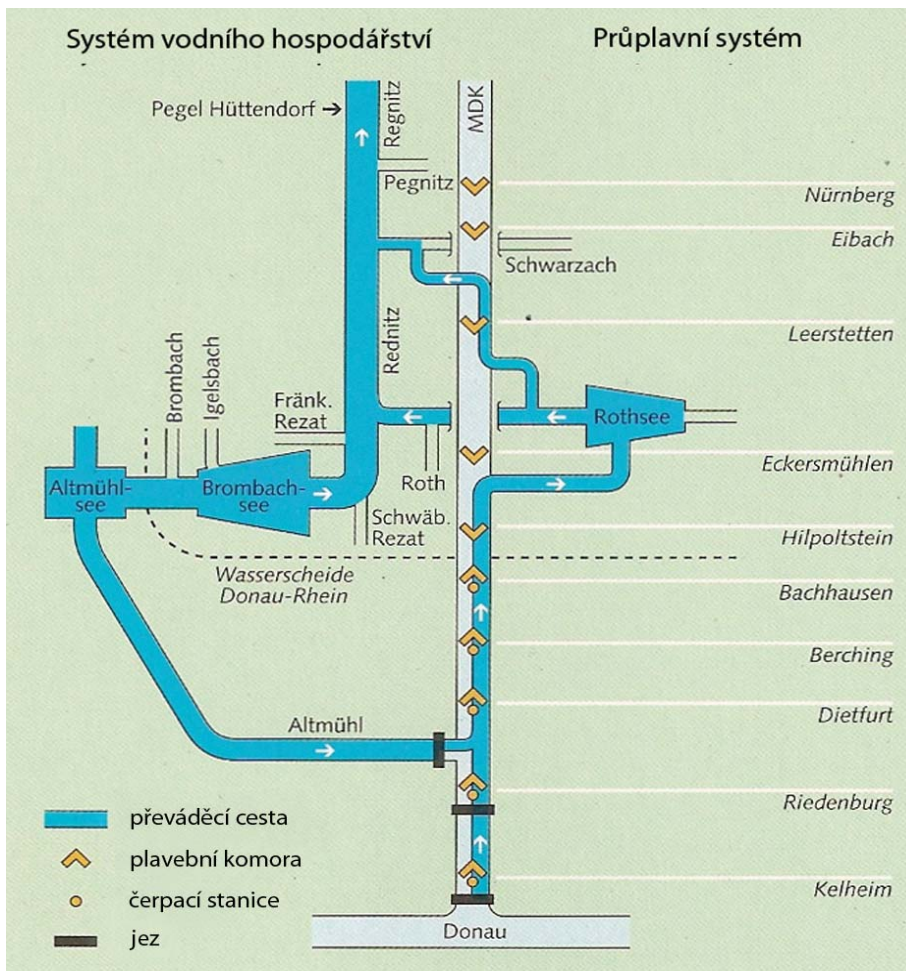 Systém vodního hospodářství
Průplavní systém
Pegel Hüttendorf
Regnitz
MDK
Pegnitz
Nürnberg
Eibach
Schwarzach
Leerstetten
Rednitz
Brombach
Igelsbach
Fränk.
Rezat
Rothsee
Eckersmühlen
Altmühl-
see
Brombach-
see
Roth
Schwäb.
Rezat
Hilpoltstein
Wasserscheide
Donau-Rhein
Bachhausen
Berching
Dietfurt
Altmühl
Riedenburg
převáděcí cesta
plavební komora
čerpací stanice
jez
Kelheim
Donau